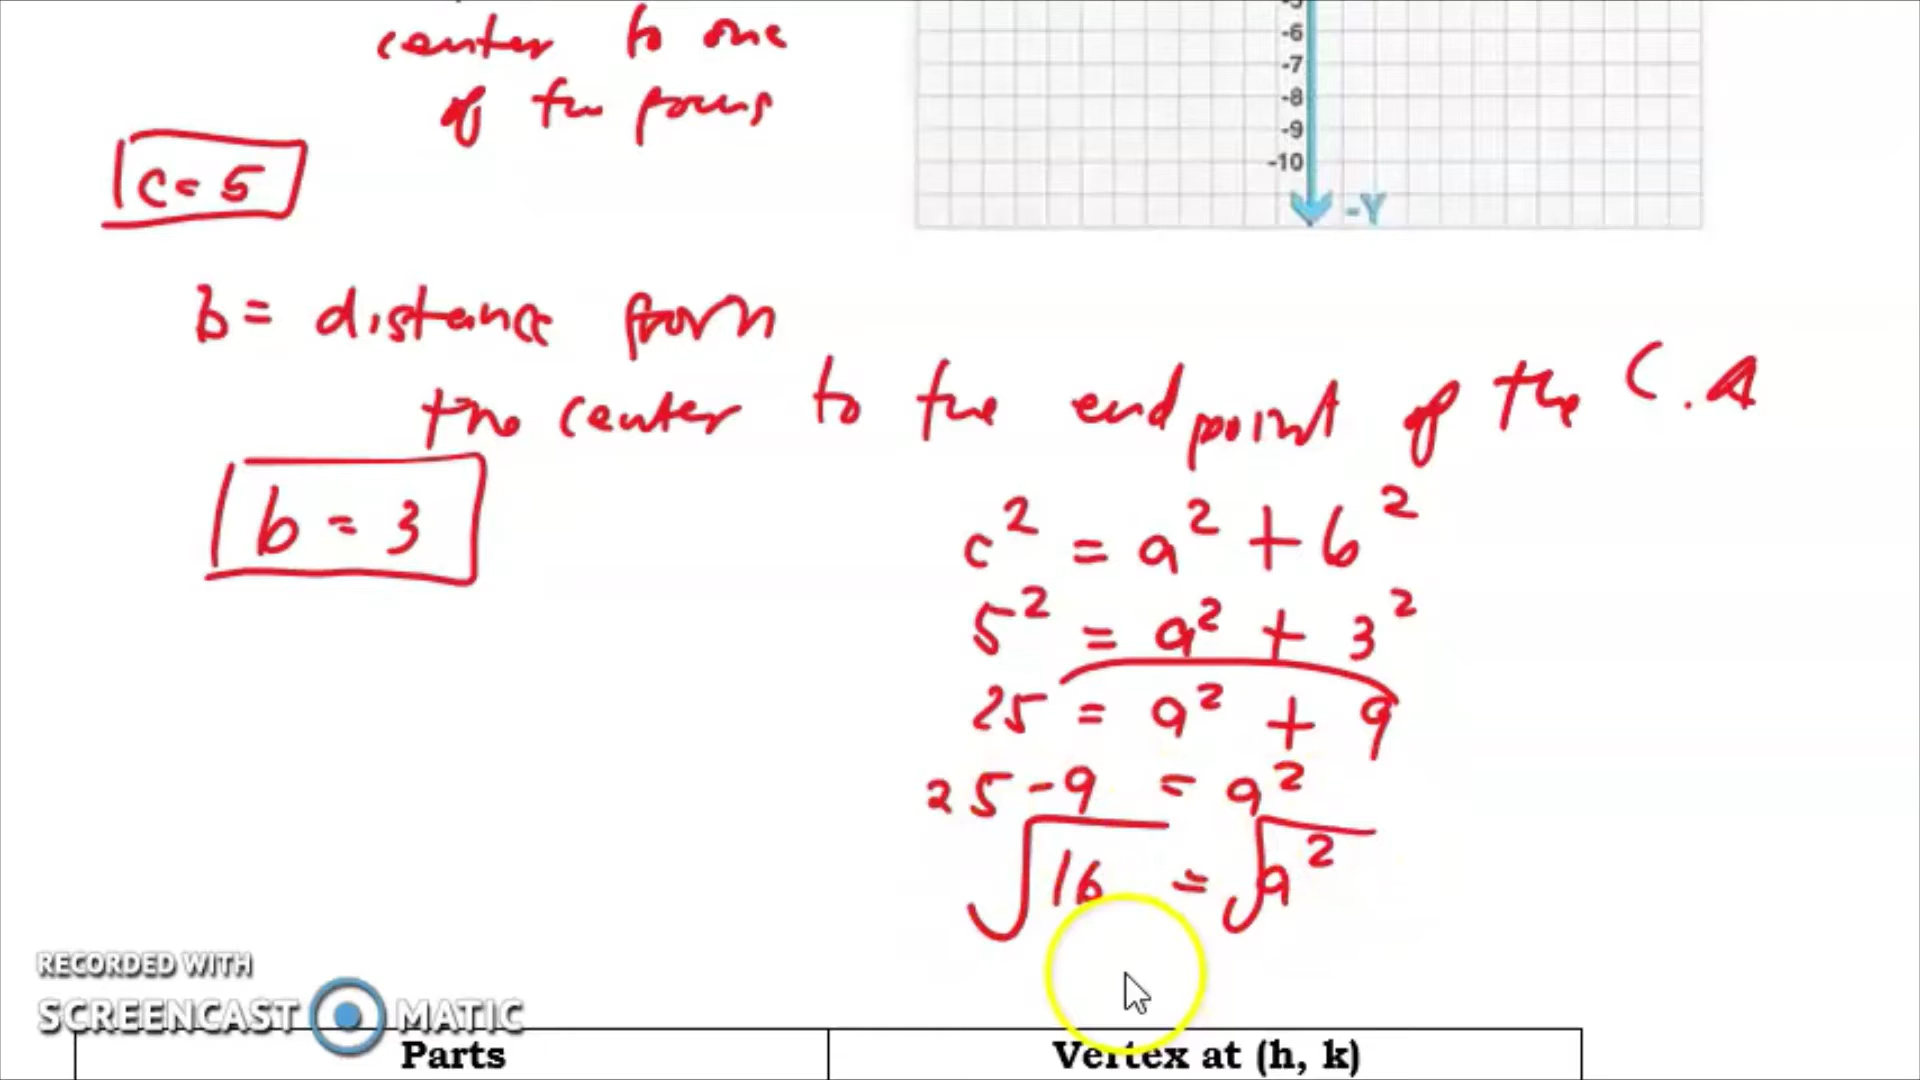 center to one
of the focus
c = 5
-5
-6
-7
-8
-9
-10
-Y
b = distance from
the center to the endpoint of the C.A
b = 3
c² = a² + b²
5² = a² + 3²
25 = a² + 9
25 - 9 = a²
√16 = √a²
RECORDED WITH
SCREENCAST MATIC
Parts
Vertex at (h, k)